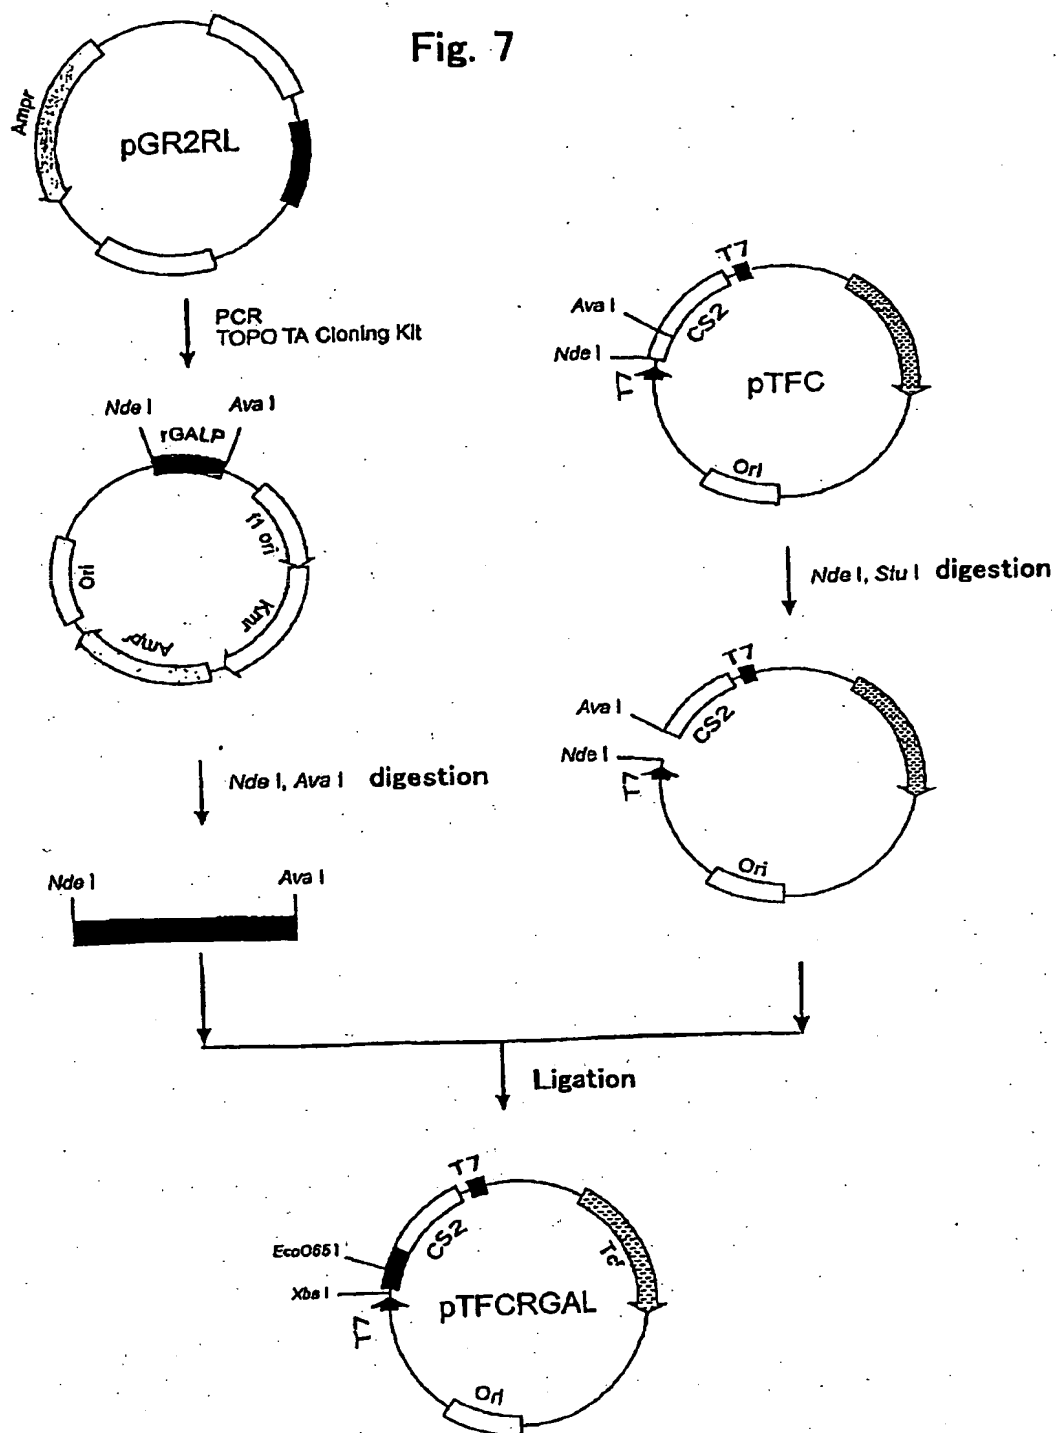 Fig. 7
Ampr
pGR2RL
PCR
TOPO TA Cloning Kit
Nde I
Ava I
rGALP
f1 ori
Kmr
Ampr
Ori
Nde I, Ava I digestion
Nde I
Ava I
T7
Ava I
CS2
Nde I
T7
pTFC
Ori
Nde I, Stu I digestion
T7
Ava I
CS2
Nde I
T7
Ori
Ligation
T7
CS2
EcoO65 I
Xba I
T7
Tcr
pTFCRGAL
Ori